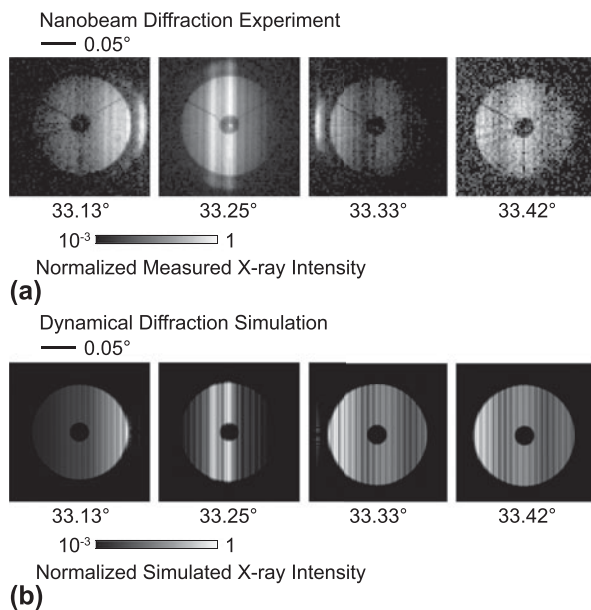 Nanobeam Diffraction Experiment
0.05°
33.13° 33.25° 33.33° 33.42°
10⁻³ 1
Normalized Measured X-ray Intensity
(a)
Dynamical Diffraction Simulation
0.05°
33.13° 33.25° 33.33° 33.42°
10⁻³ 1
Normalized Simulated X-ray Intensity
(b)